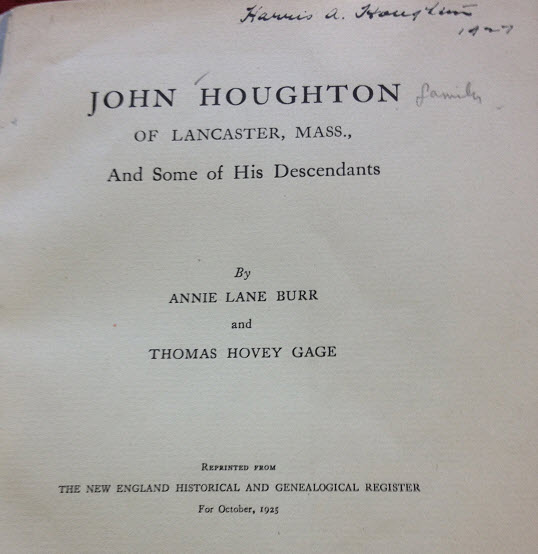 Harris A. Houghton
1927
JOHN HOUGHTON family
OF LANCASTER, MASS.,
And Some of His Descendants
By
ANNIE LANE BURR
and
THOMAS HOVEY GAGE
REPRINTED FROM
THE NEW ENGLAND HISTORICAL AND GENEALOGICAL REGISTER
For October, 1925